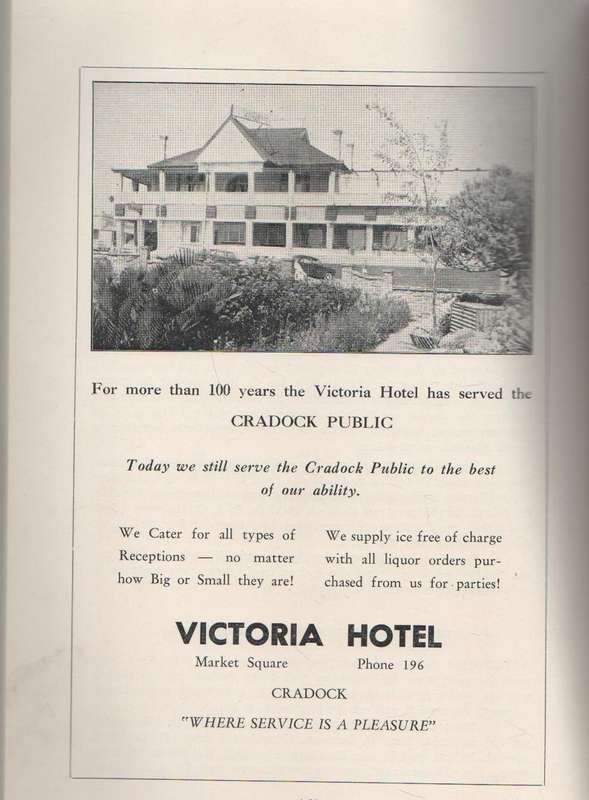 For more than 100 years the Victoria Hotel has served the
CRADOCK PUBLIC
Today we still serve the Cradock Public to the best
of our ability.
We Cater for all types of
Receptions — no matter
how Big or Small they are!
We supply ice free of charge
with all liquor orders pur-
chased from us for parties!
VICTORIA HOTEL
Market Square Phone 196
CRADOCK
"WHERE SERVICE IS A PLEASURE"